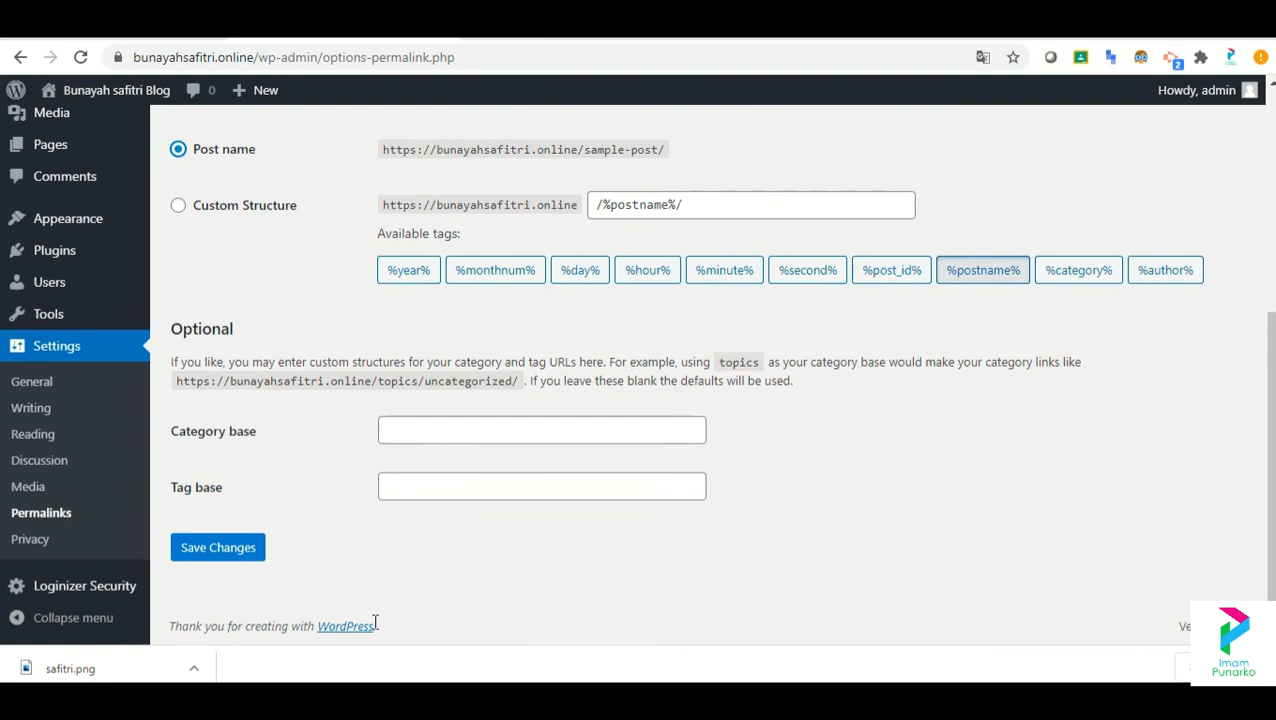 bunayahsafitri.online/wp-admin/options-permalink.php
2
Bunayah safitri Blog 0 New Howdy, admin
Media
Pages
Comments
Appearance
Plugins
Users
Tools
Settings
General
Writing
Reading
Discussion
Media
Permalinks
Privacy
Loginizer Security
Collapse menu
Post name https://bunayahsafitri.online/sample-post/
Custom Structure https://bunayahsafitri.online /%postname%/
Available tags:
%year% %monthnum% %day% %hour% %minute% %second% %post_id% %postname% %category% %author%
Optional
If you like, you may enter custom structures for your category and tag URLs here. For example, using topics as your category base would make your category links like
https://bunayahsafitri.online/topics/uncategorized/ . If you leave these blank the defaults will be used.
Category base
Tag base
Save Changes
Thank you for creating with WordPress.
safitri.png
Imam
Punarko